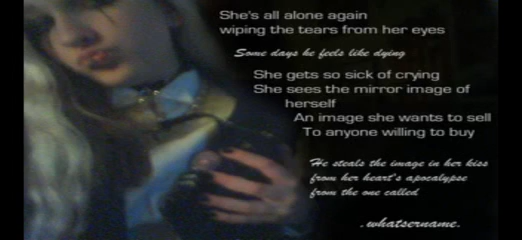 She's all alone again
wiping the tears from her eyes
Some days he feels like dying
She gets so sick of crying
She sees the mirror image of
herself
An image she wants to sell
To anyone willing to buy
He steals the image in her kiss
from her heart's apocalypse
from the one called
.whatsername.